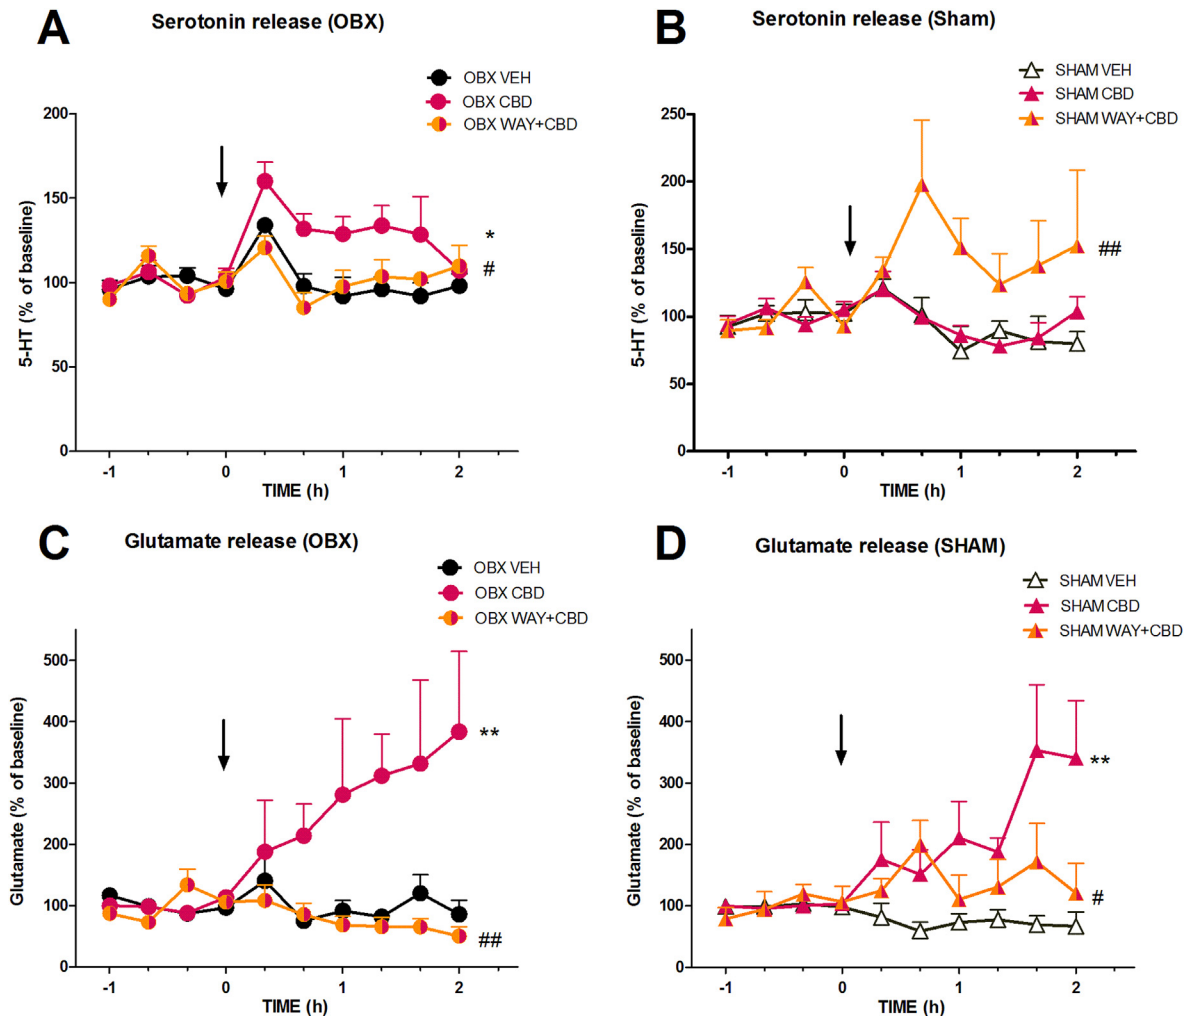 A
Serotonin release (OBX)
OBX VEH
OBX CBD
OBX WAY+CBD
200
150
100
50
0
5-HT (% of baseline)
*
#
-1
0
1
2
TIME (h)
B
Serotonin release (Sham)
SHAM VEH
SHAM CBD
SHAM WAY+CBD
250
200
150
100
50
0
5-HT (% of baseline)
##
-1
0
1
2
TIME (h)
C
Glutamate release (OBX)
OBX VEH
OBX CBD
OBX WAY+CBD
500
400
300
200
100
0
Glutamate (% of baseline)
**
##
-1
0
1
2
TIME (h)
D
Glutamate release (SHAM)
SHAM VEH
SHAM CBD
SHAM WAY+CBD
500
400
300
200
100
0
Glutamate (% of baseline)
**
#
-1
0
1
2
TIME (h)